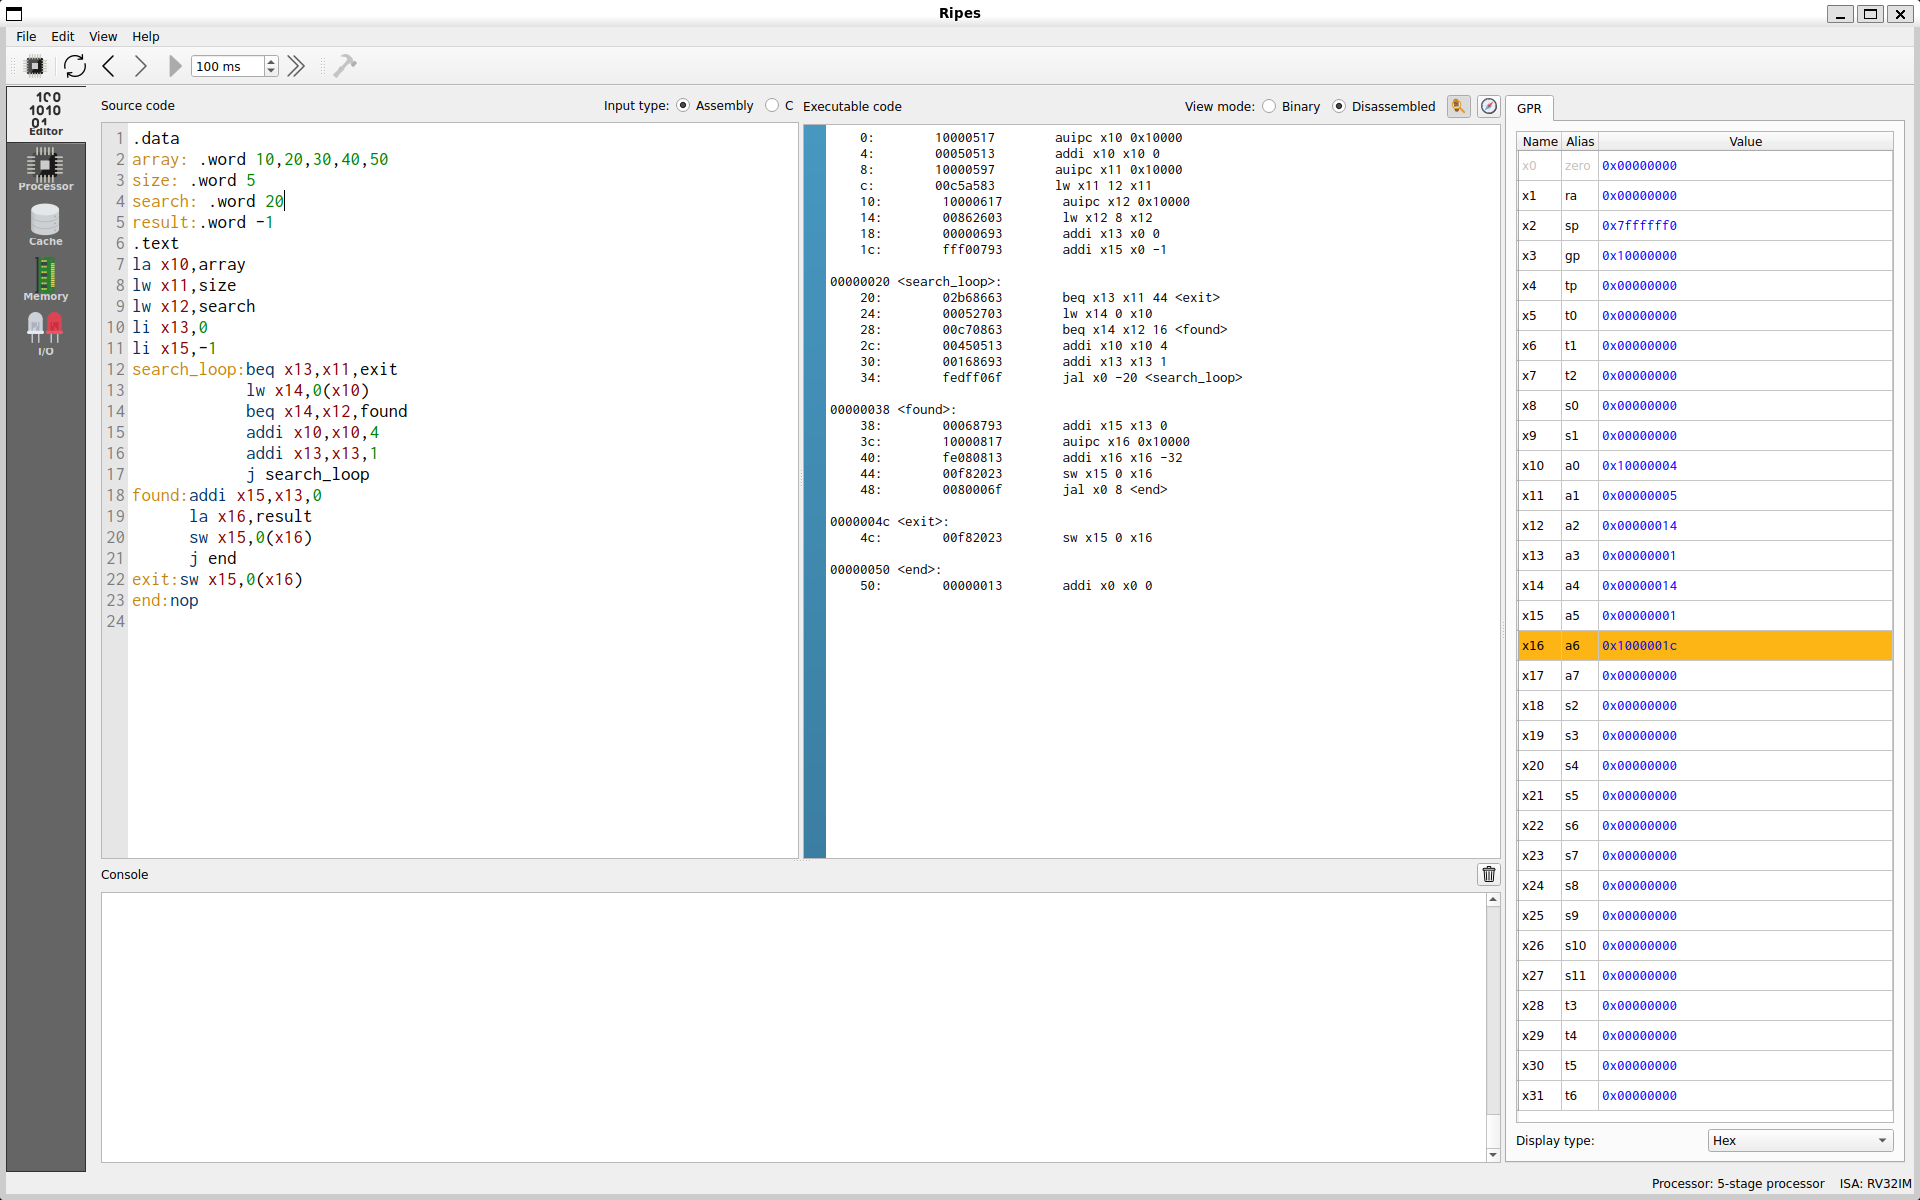 Ripes
File Edit View Help
100 ms
Editor
Processor
Cache
Memory
I/O
Source code Input type: Assembly C
1 .data
2 array: .word 10,20,30,40,50
3 size: .word 5
4 search: .word 20
5 result:.word -1
6 .text
7 la x10,array
8 lw x11,size
9 lw x12,search
10 li x13,0
11 li x15,-1
12 search_loop:beq x13,x11,exit
13 lw x14,0(x10)
14 beq x14,x12,found
15 addi x10,x10,4
16 addi x13,x13,1
17 j search_loop
18 found:addi x15,x13,0
19 la x16,result
20 sw x15,0(x16)
21 j end
22 exit:sw x15,0(x16)
23 end:nop
24
Executable code View mode: Binary Disassembled
0: 10000517 auipc x10 0x10000
4: 00050513 addi x10 x10 0
8: 10000597 auipc x11 0x10000
c: 00c5a583 lw x11 12 x11
10: 10000617 auipc x12 0x10000
14: 00862603 lw x12 8 x12
18: 00000693 addi x13 x0 0
1c: fff00793 addi x15 x0 -1
00000020 <search_loop>:
20: 02b68663 beq x13 x11 44 <exit>
24: 00052703 lw x14 0 x10
28: 00c70863 beq x14 x12 16 <found>
2c: 00450513 addi x10 x10 4
30: 00168693 addi x13 x13 1
34: fedff06f jal x0 -20 <search_loop>
00000038 <found>:
38: 00068793 addi x15 x13 0
3c: 10000817 auipc x16 0x10000
40: fe080813 addi x16 x16 -32
44: 00f82023 sw x15 0 x16
48: 0080006f jal x0 8 <end>
0000004c <exit>:
4c: 00f82023 sw x15 0 x16
00000050 <end>:
50: 00000013 addi x0 x0 0
Console
GPR
Name Alias Value
x0 zero 0x00000000
x1 ra 0x00000000
x2 sp 0x7ffffff0
x3 gp 0x10000000
x4 tp 0x00000000
x5 t0 0x00000000
x6 t1 0x00000000
x7 t2 0x00000000
x8 s0 0x00000000
x9 s1 0x00000000
x10 a0 0x10000004
x11 a1 0x00000005
x12 a2 0x00000014
x13 a3 0x00000001
x14 a4 0x00000014
x15 a5 0x00000001
x16 a6 0x1000001c
x17 a7 0x00000000
x18 s2 0x00000000
x19 s3 0x00000000
x20 s4 0x00000000
x21 s5 0x00000000
x22 s6 0x00000000
x23 s7 0x00000000
x24 s8 0x00000000
x25 s9 0x00000000
x26 s10 0x00000000
x27 s11 0x00000000
x28 t3 0x00000000
x29 t4 0x00000000
x30 t5 0x00000000
x31 t6 0x00000000
Display type: Hex
Processor: 5-stage processor ISA: RV32IM